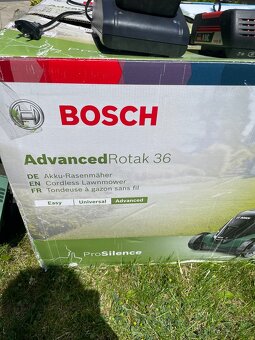 BOSCH
AdvancedRotak 36
DE Akku-Rasenmäher
EN Cordless Lawnmower
FR Tondeuse à gazon sans fil
Easy Universal Advanced
ProSilence